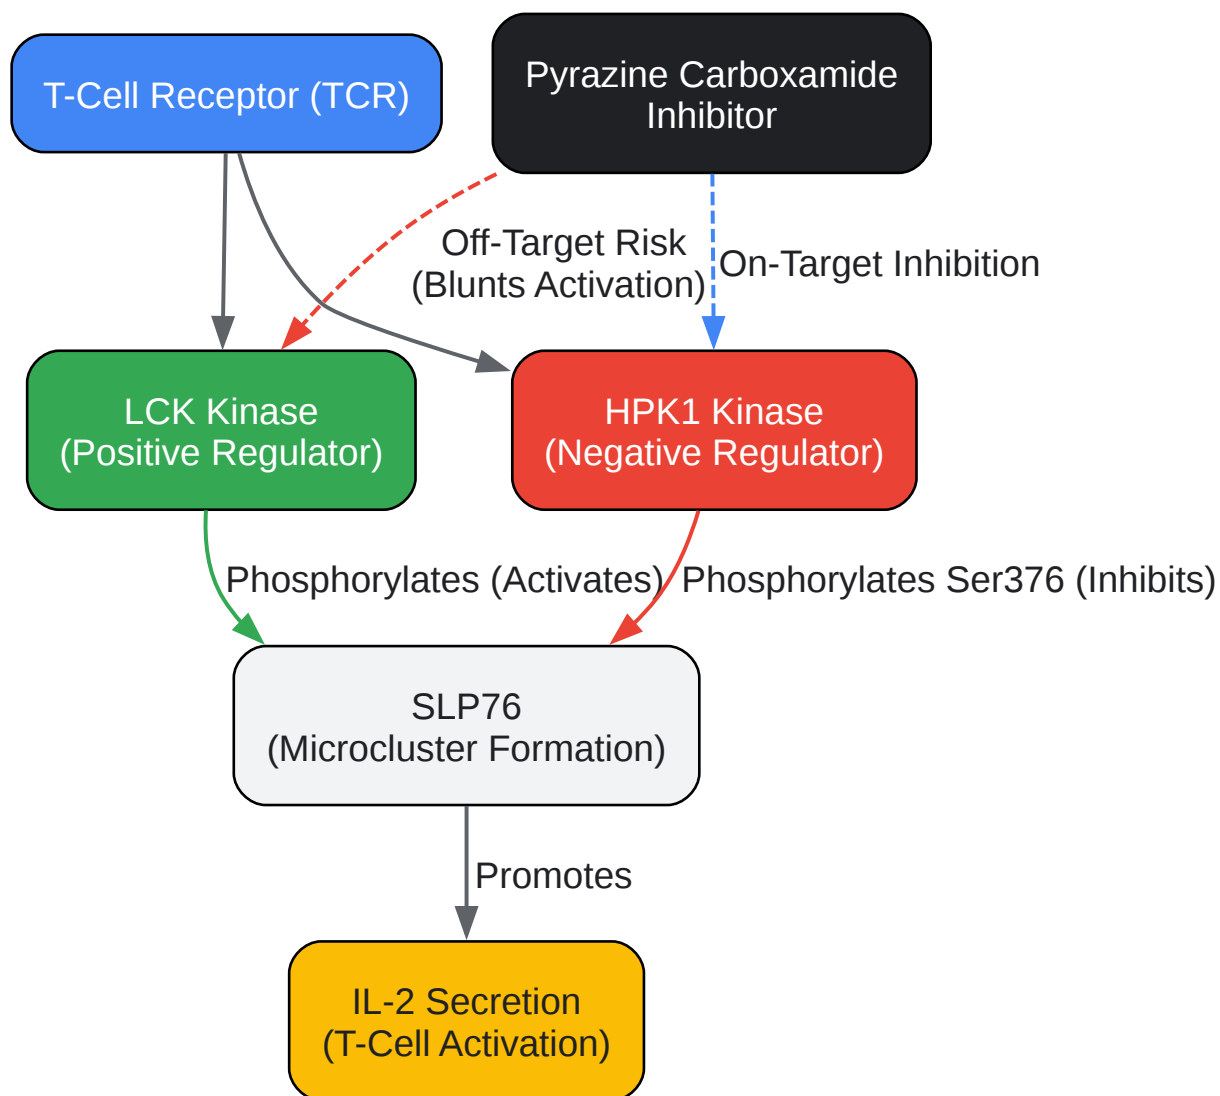 T-Cell Receptor (TCR)
Pyrazine Carboxamide
Inhibitor
Off-Target Risk
(Blunts Activation)
On-Target Inhibition
LCK Kinase
(Positive Regulator)
HPK1 Kinase
(Negative Regulator)
Phosphorylates (Activates)
Phosphorylates Ser376 (Inhibits)
SLP76
(Microcluster Formation)
Promotes
IL-2 Secretion
(T-Cell Activation)